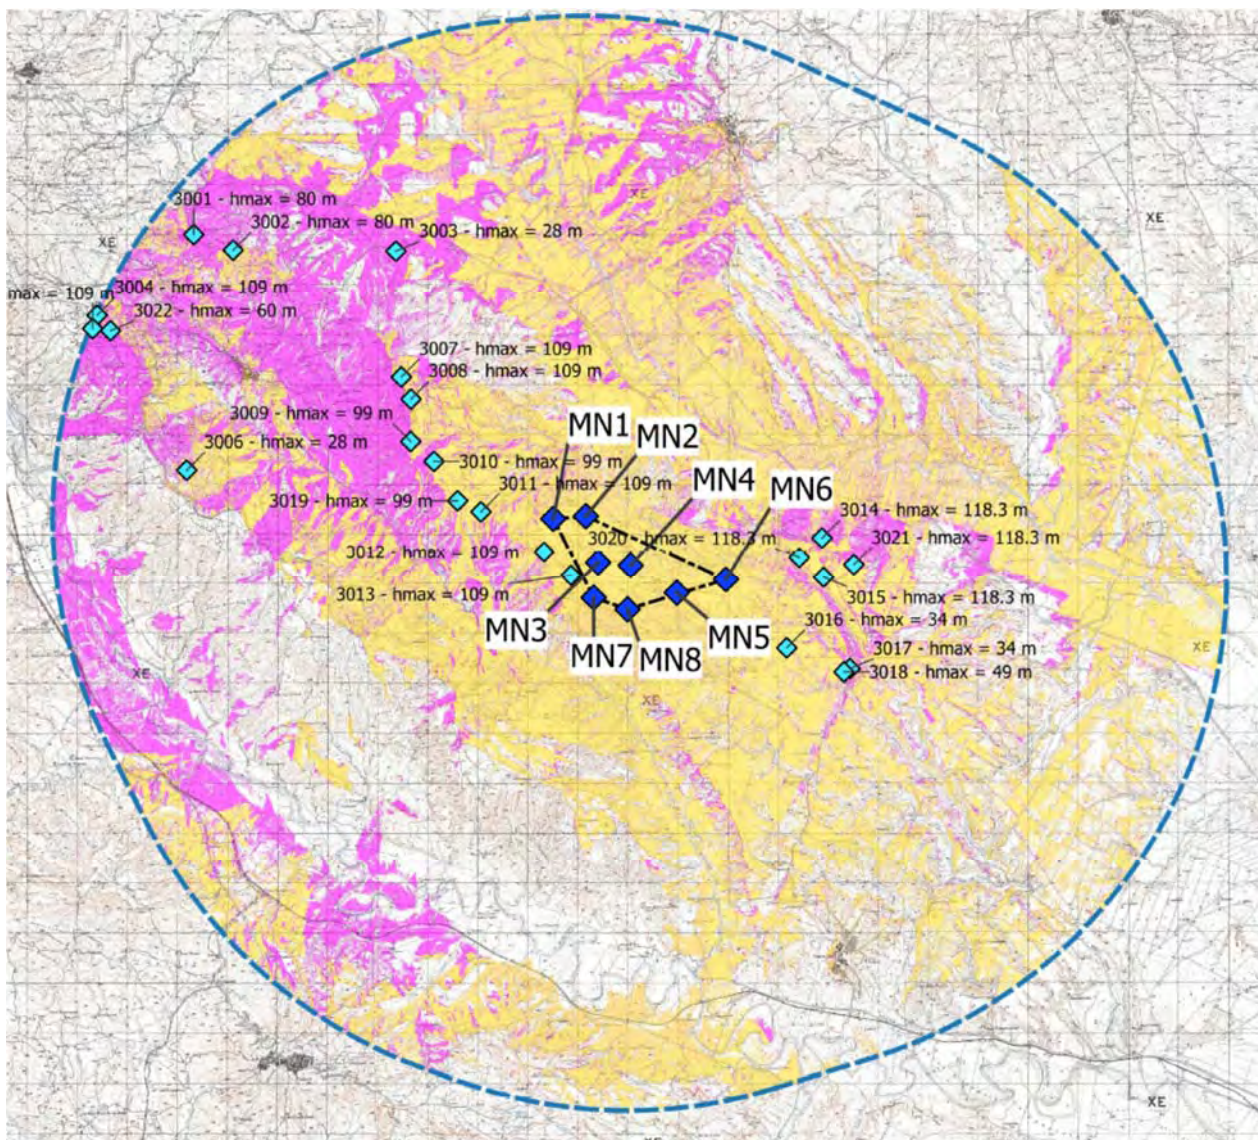 3001 - hmax = 80 m
3002 - hmax = 80 m
3003 - hmax = 28 m
XE
XE
XE
3004 - hmax = 109 m
max = 109 m
3022 - hmax = 60 m
3007 - hmax = 109 m
3008 - hmax = 109 m
3009 - hmax = 99 m
3006 - hmax = 28 m
3010 - hmax = 99 m
3011 - hmax = 109 m
3019 - hmax = 99 m
MN1
MN2
MN4
MN6
3014 - hmax = 118.3 m
3020 - hmax = 118.3 m
3021 - hmax = 118.3 m
3012 - hmax = 109 m
3013 - hmax = 109 m
3015 - hmax = 118.3 m
3016 - hmax = 34 m
MN3
MN7
MN8
MN5
3017 - hmax = 34 m
3018 - hmax = 49 m
XE
XE
XE
XE
XE